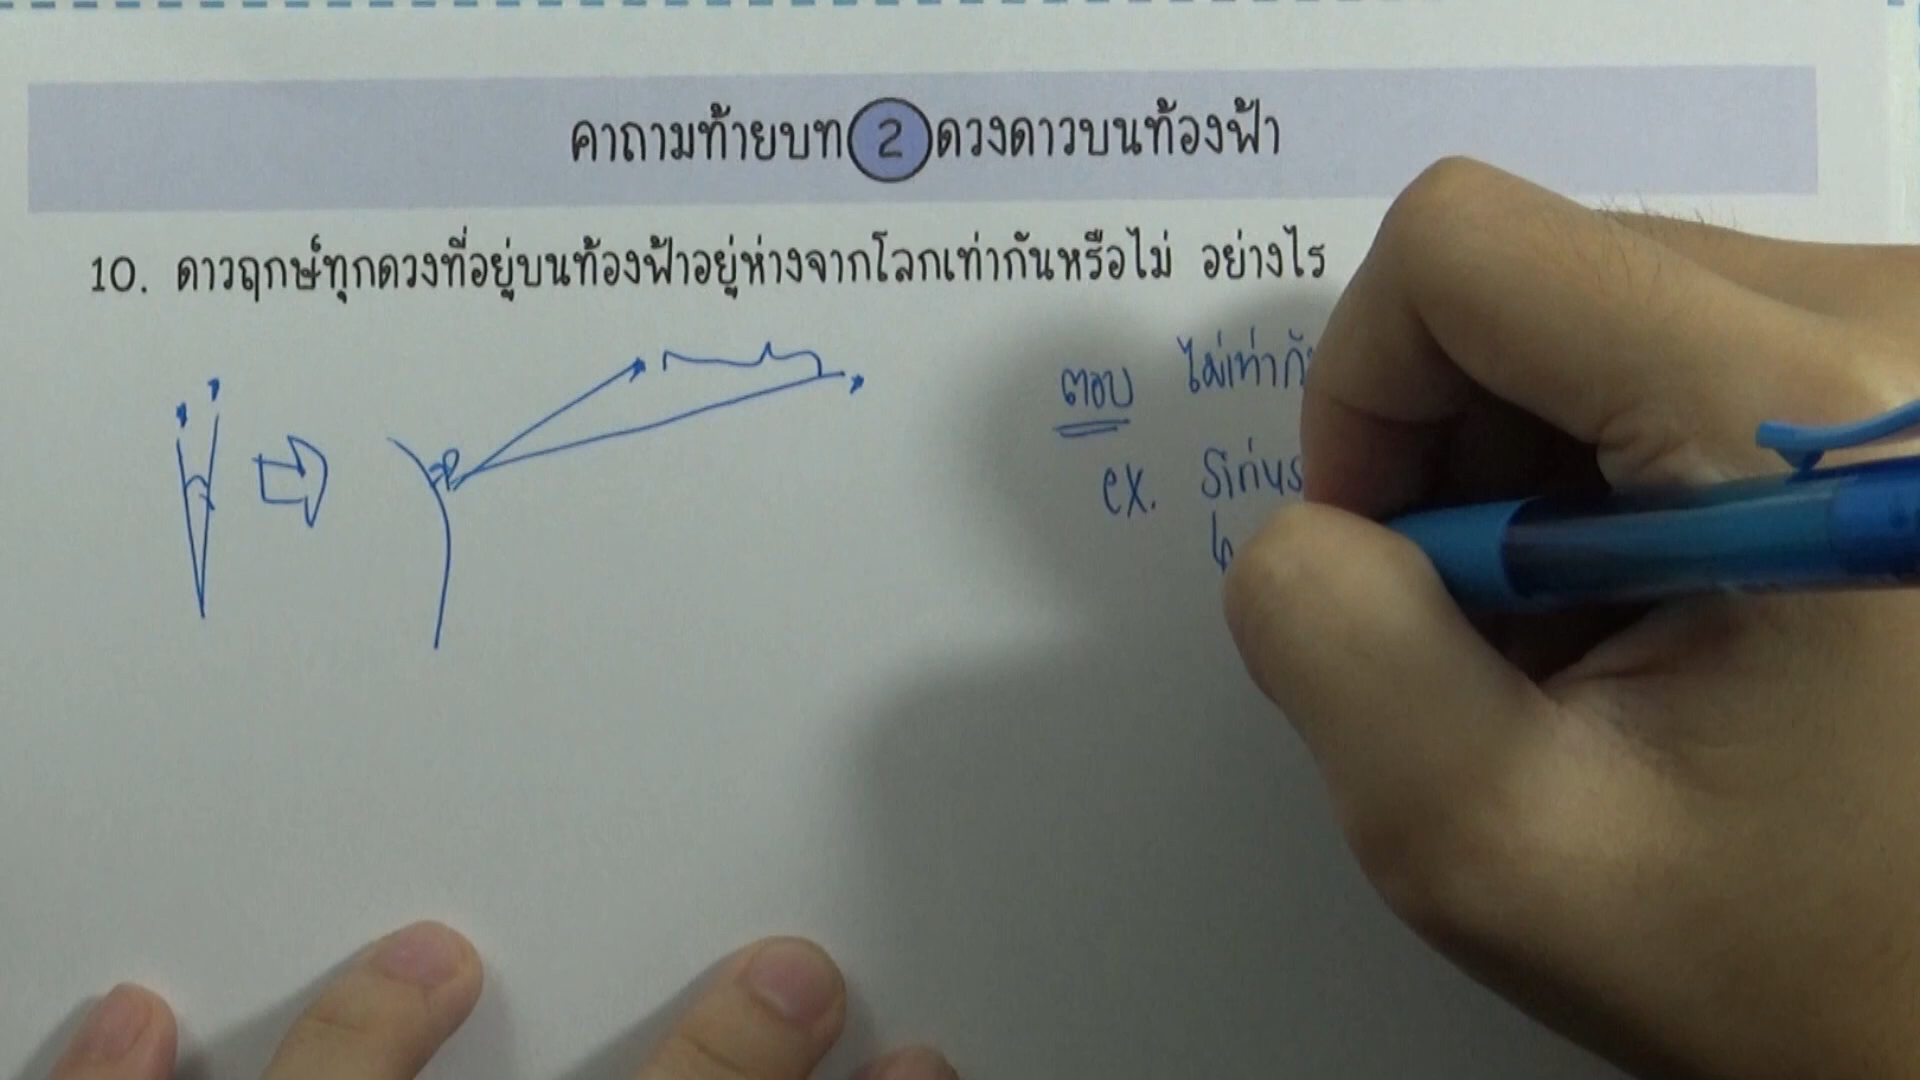 คำถามท้ายบท 2 ดวงดาวบนท้องฟ้า
10. ดาวฤกษ์ทุกดวงที่อยู่บนท้องฟ้าอยู่ห่างจากโลกเท่ากันหรือไม่ อย่างไร
ตอบ ไม่เท่ากั
ex. Sirius